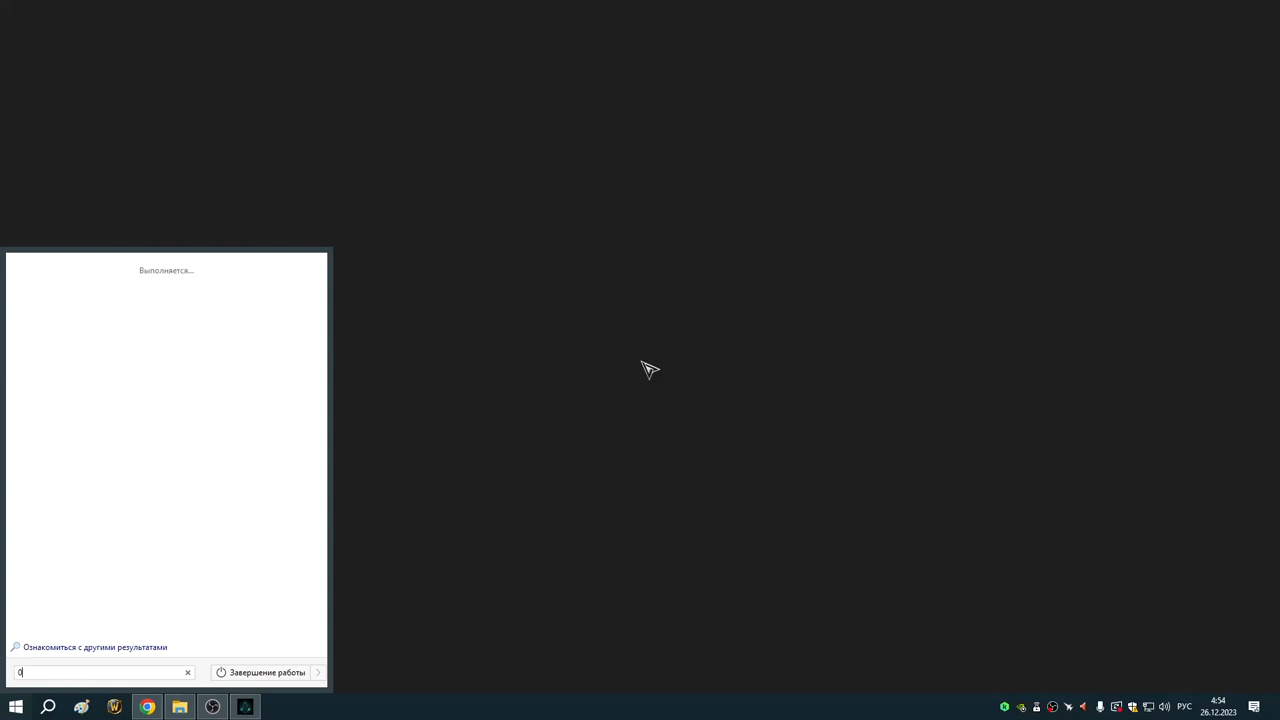 Выполняется...
Ознакомиться с другими результатами
0
Завершение работы
W
РУС
4:54
26.12.2023